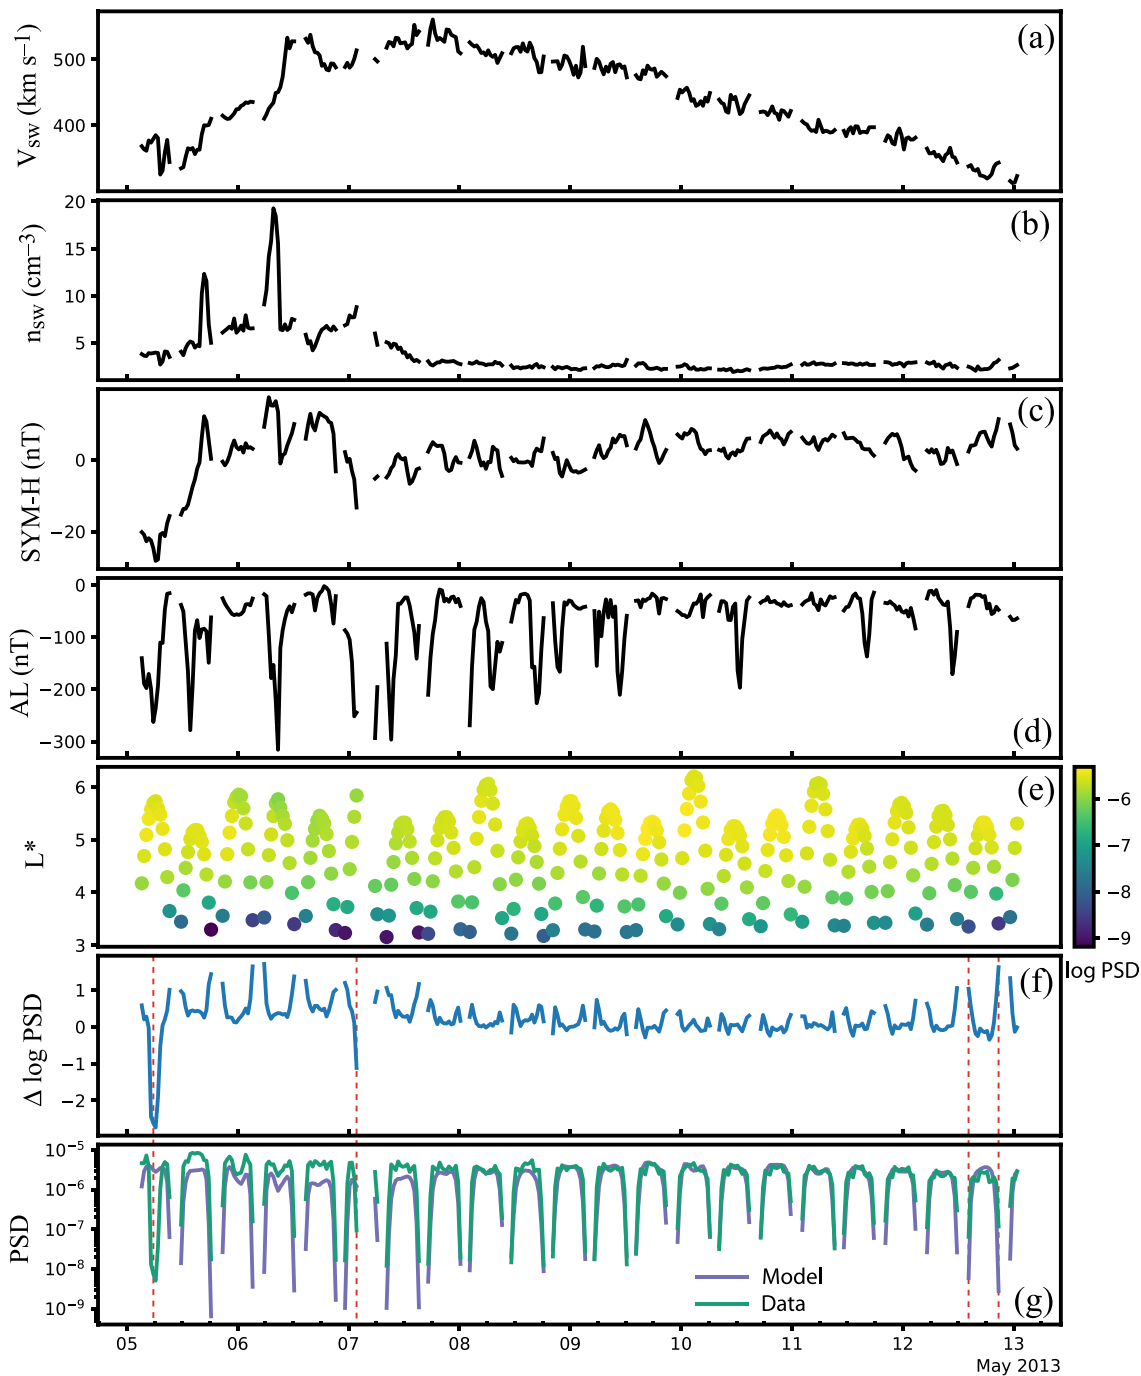 (a)
V_sw (km s⁻¹)
500
400
(b)
n_sw (cm⁻³)
20
15
10
5
(c)
SYM-H (nT)
0
−20
(d)
AL (nT)
0
−100
−200
−300
(e)
L*
6
5
4
3
−6
−7
−8
−9
log PSD
(f)
Δ log PSD
1
0
−1
−2
PSD
10⁻⁵
10⁻⁶
10⁻⁷
10⁻⁸
10⁻⁹
Model
Data
(g)
05 06 07 08 09 10 11 12 13
May 2013